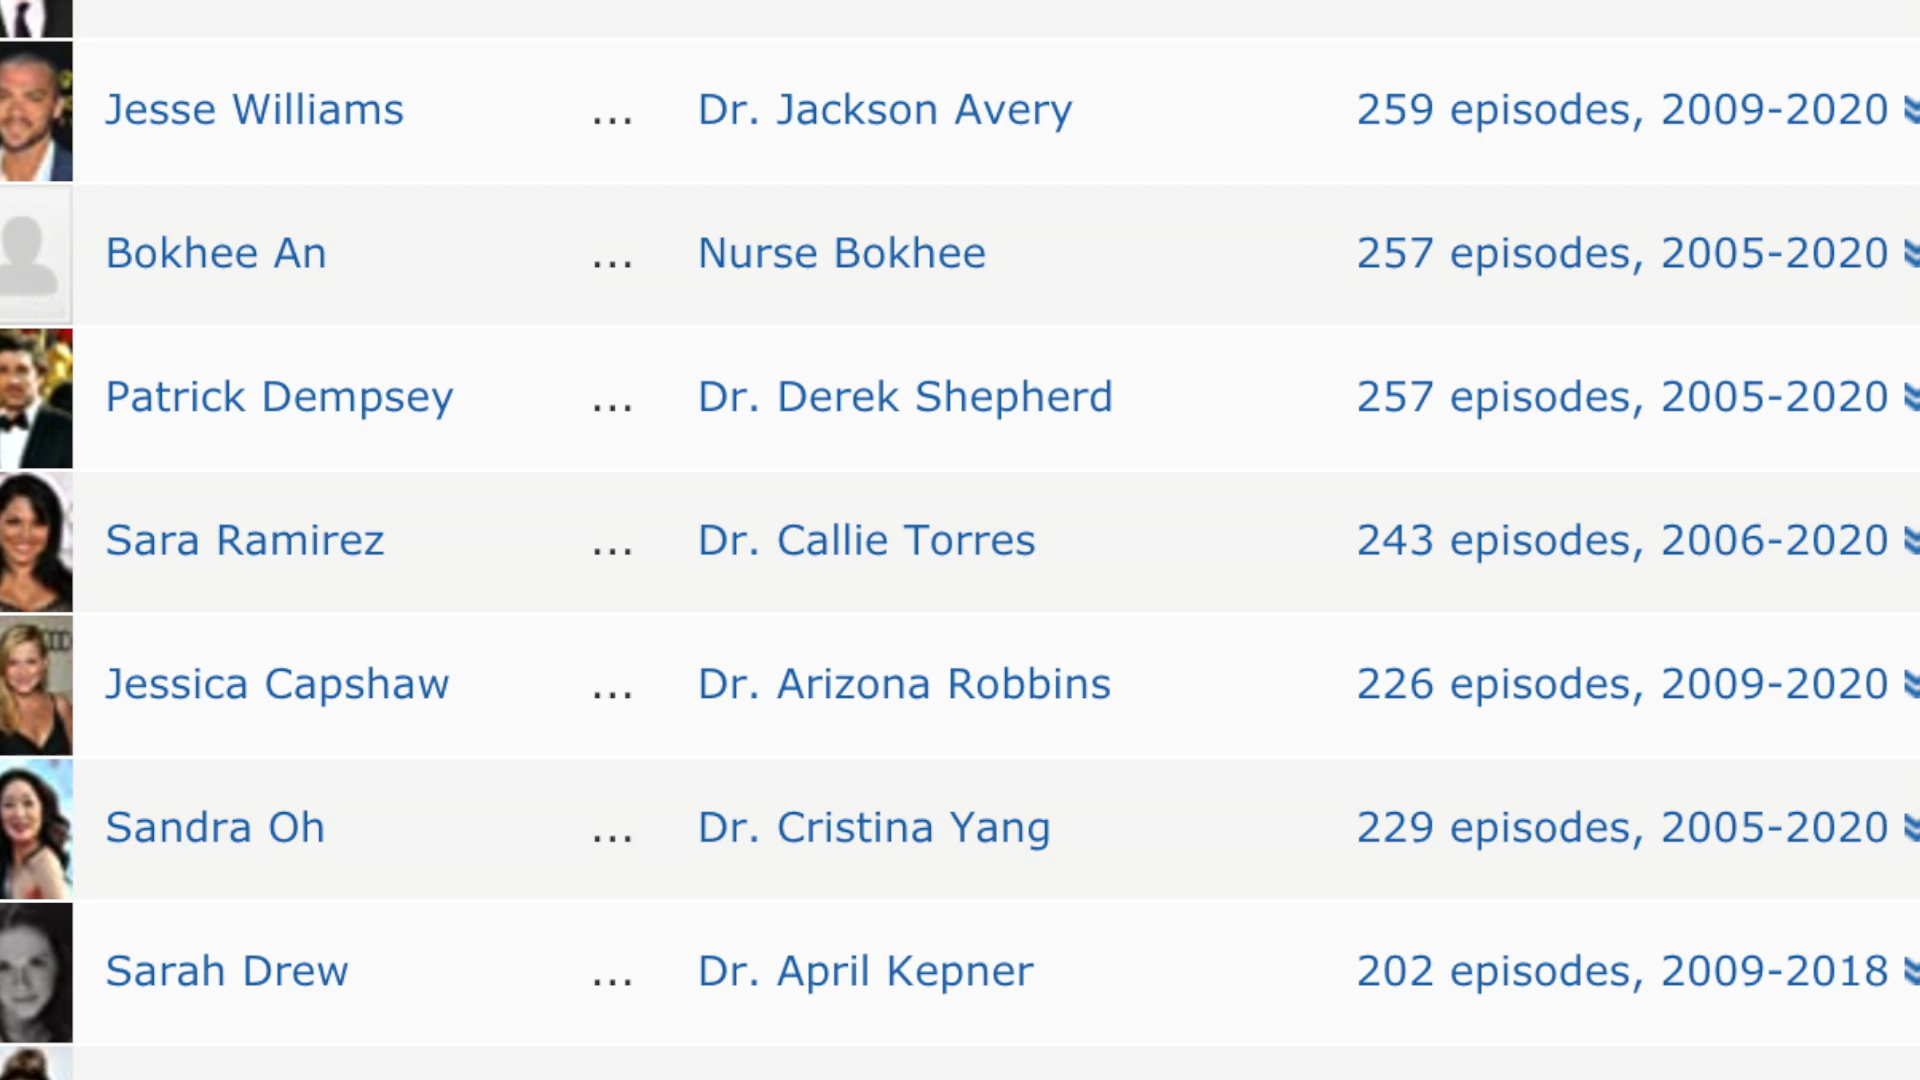 Jesse Williams ... Dr. Jackson Avery 259 episodes, 2009-2020
Bokhee An ... Nurse Bokhee 257 episodes, 2005-2020
Patrick Dempsey ... Dr. Derek Shepherd 257 episodes, 2005-2020
Sara Ramirez ... Dr. Callie Torres 243 episodes, 2006-2020
Jessica Capshaw ... Dr. Arizona Robbins 226 episodes, 2009-2020
Sandra Oh ... Dr. Cristina Yang 229 episodes, 2005-2020
Sarah Drew ... Dr. April Kepner 202 episodes, 2009-2018